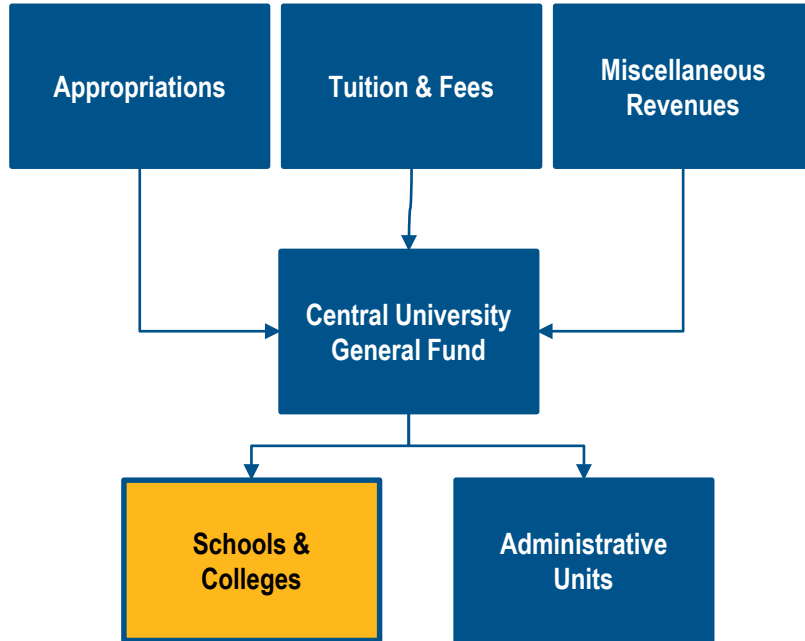 Appropriations
Tuition & Fees
Miscellaneous
Revenues
Central University
General Fund
Schools &
Colleges
Administrative
Units